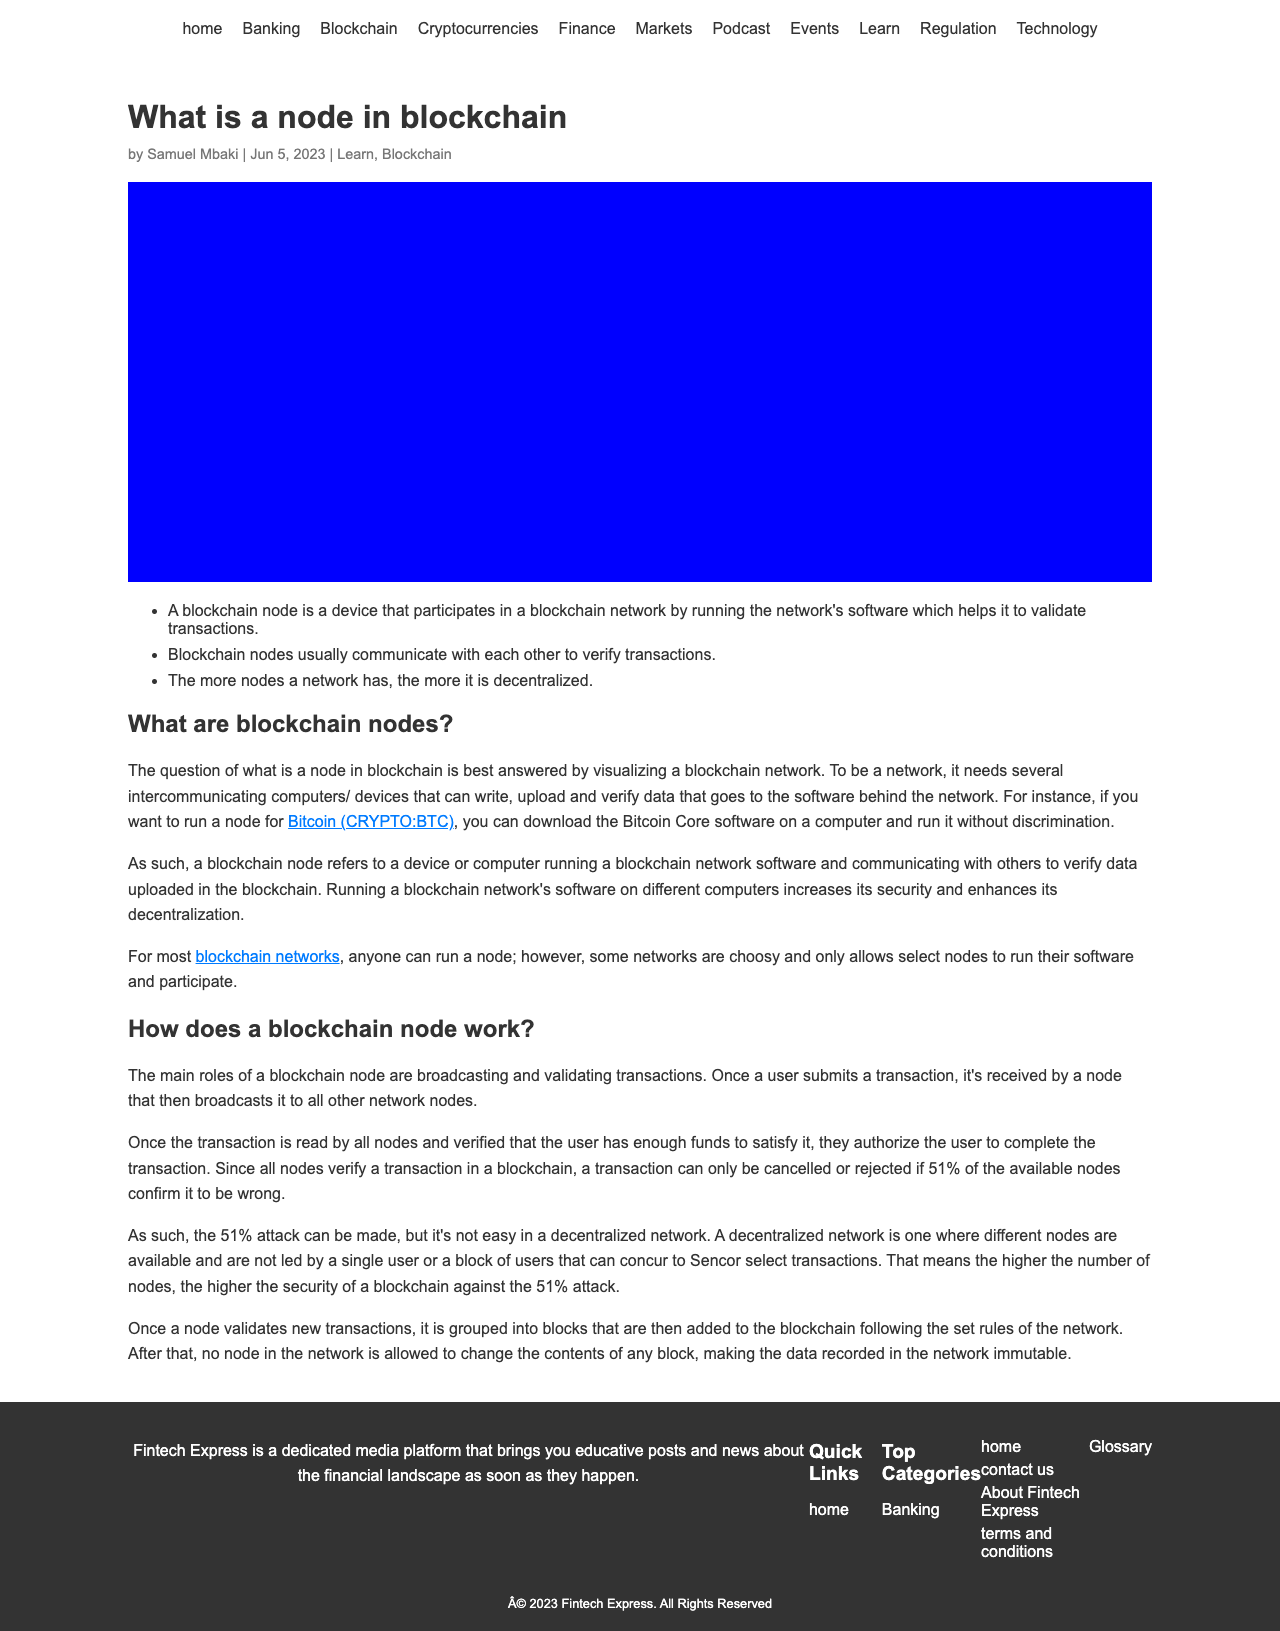 home Banking Blockchain Cryptocurrencies Finance Markets Podcast Events Learn Regulation Technology
What is a node in blockchain
by Samuel Mbaki | Jun 5, 2023 | Learn, Blockchain
• A blockchain node is a device that participates in a blockchain network by running the network's software which helps it to validate
transactions.
• Blockchain nodes usually communicate with each other to verify transactions.
• The more nodes a network has, the more it is decentralized.
What are blockchain nodes?
The question of what is a node in blockchain is best answered by visualizing a blockchain network. To be a network, it needs several
intercommunicating computers/ devices that can write, upload and verify data that goes to the software behind the network. For instance, if you
want to run a node for Bitcoin (CRYPTO:BTC), you can download the Bitcoin Core software on a computer and run it without discrimination.
As such, a blockchain node refers to a device or computer running a blockchain network software and communicating with others to verify data
uploaded in the blockchain. Running a blockchain network's software on different computers increases its security and enhances its
decentralization.
For most blockchain networks, anyone can run a node; however, some networks are choosy and only allows select nodes to run their software
and participate.
How does a blockchain node work?
The main roles of a blockchain node are broadcasting and validating transactions. Once a user submits a transaction, it's received by a node
that then broadcasts it to all other network nodes.
Once the transaction is read by all nodes and verified that the user has enough funds to satisfy it, they authorize the user to complete the
transaction. Since all nodes verify a transaction in a blockchain, a transaction can only be cancelled or rejected if 51% of the available nodes
confirm it to be wrong.
As such, the 51% attack can be made, but it's not easy in a decentralized network. A decentralized network is one where different nodes are
available and are not led by a single user or a block of users that can concur to Sencor select transactions. That means the higher the number of
nodes, the higher the security of a blockchain against the 51% attack.
Once a node validates new transactions, it is grouped into blocks that are then added to the blockchain following the set rules of the network.
After that, no node in the network is allowed to change the contents of any block, making the data recorded in the network immutable.
Fintech Express is a dedicated media platform that brings you educative posts and news about
the financial landscape as soon as they happen.
Quick
Links
home
Top
Categories
Banking
home
contact us
About Fintech
Express
terms and
conditions
Glossary
Â© 2023 Fintech Express. All Rights Reserved